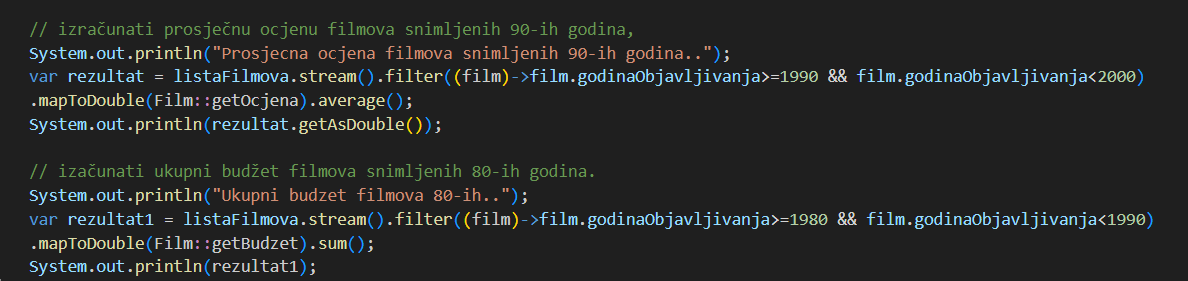 // izračunati prosječnu ocjenu filmova snimljenih 90-ih godina,
System.out.println("Prosjecna ocjena filmova snimljenih 90-ih godina..");
var rezultat = listaFilmova.stream().filter((film)->film.godinaObjavljivanja>=1990 && film.godinaObjavljivanja<2000)
.mapToDouble(Film::getOcjena).average();
System.out.println(rezultat.getAsDouble());
// izačunati ukupni budžet filmova snimljenih 80-ih godina.
System.out.println("Ukupni budzet filmova 80-ih..");
var rezultat1 = listaFilmova.stream().filter((film)->film.godinaObjavljivanja>=1980 && film.godinaObjavljivanja<1990)
.mapToDouble(Film::getBudzet).sum();
System.out.println(rezultat1);